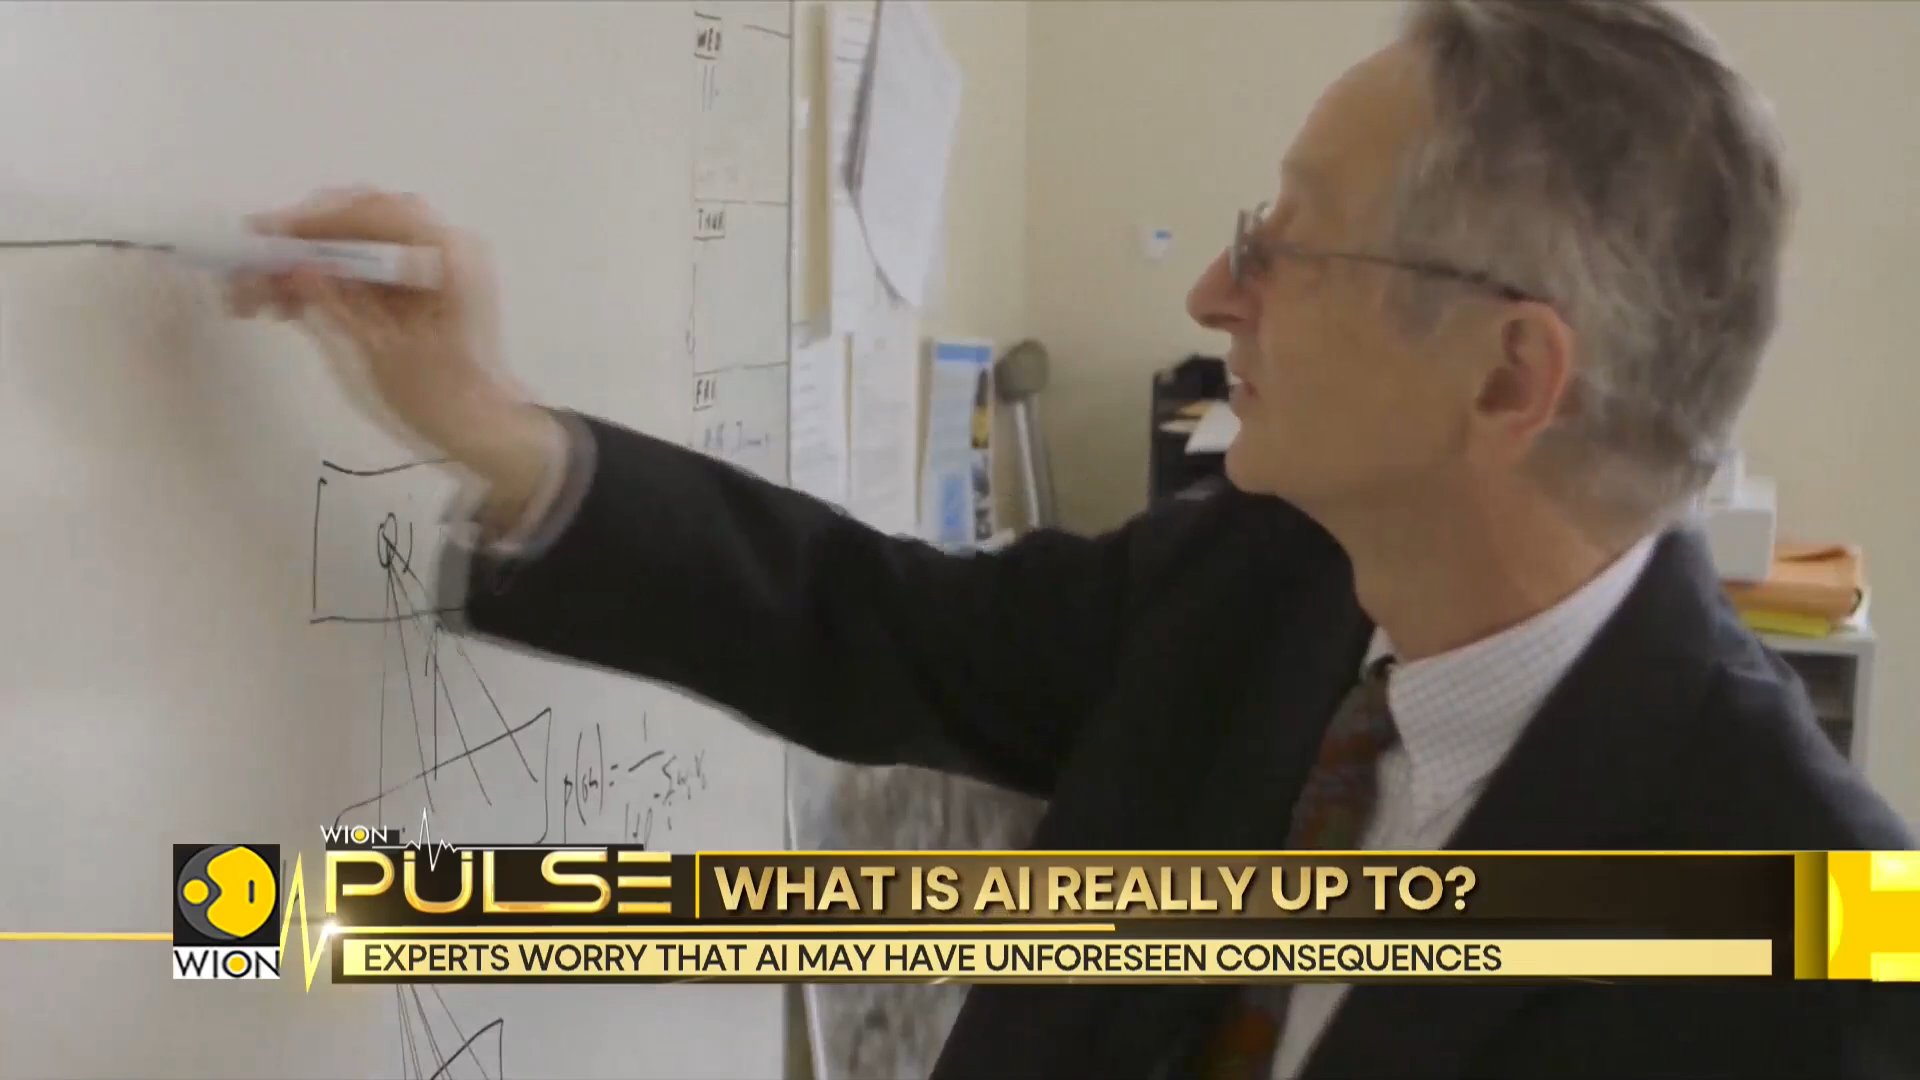 WED
THUR
FRI
WION
PULSE
WHAT IS AI REALLY UP TO?
EXPERTS WORRY THAT AI MAY HAVE UNFORESEEN CONSEQUENCES
WION